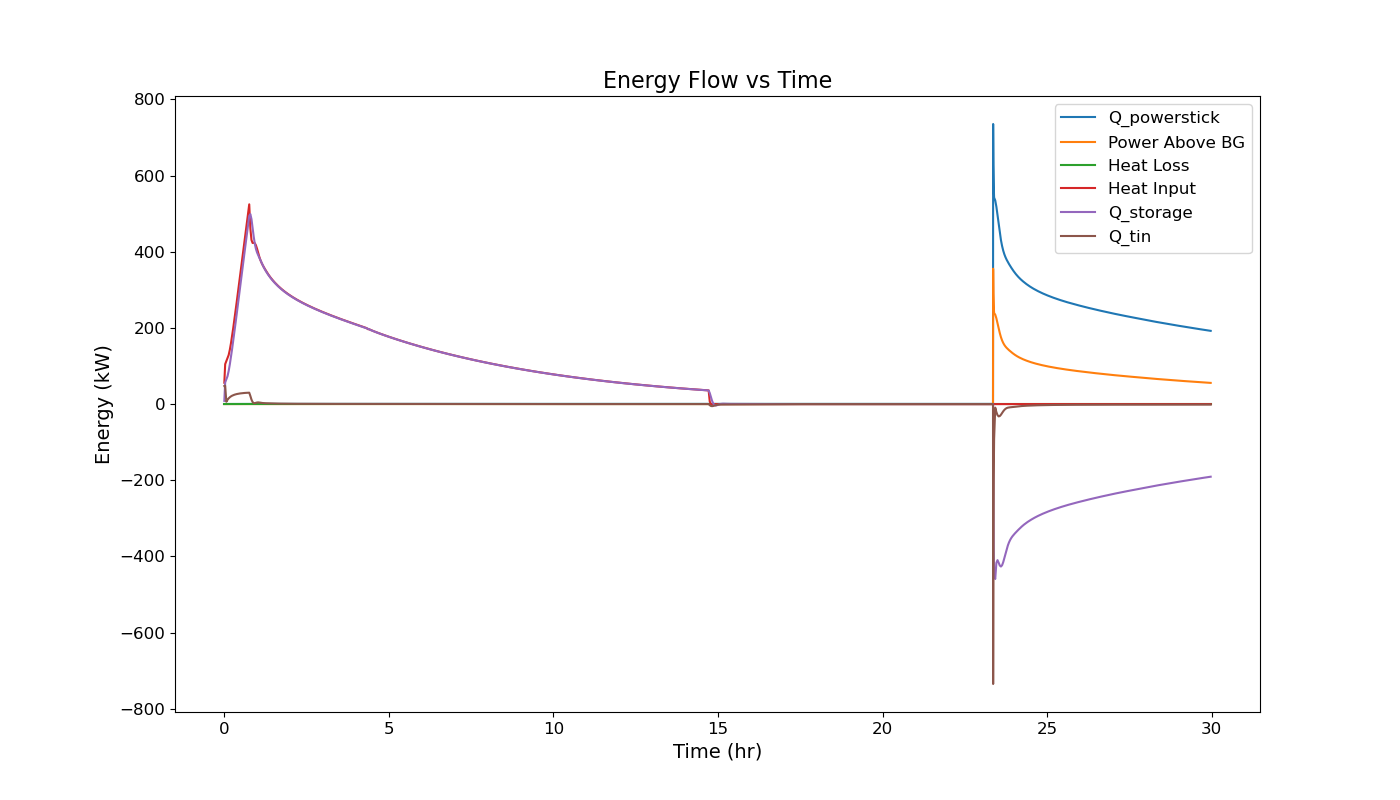 Energy Flow vs Time
Energy (kW)
800
600
400
200
0
−200
−400
−600
−800
Q_powerstick
Power Above BG
Heat Loss
Heat Input
Q_storage
Q_tin
0 5 10 15 20 25 30
Time (hr)